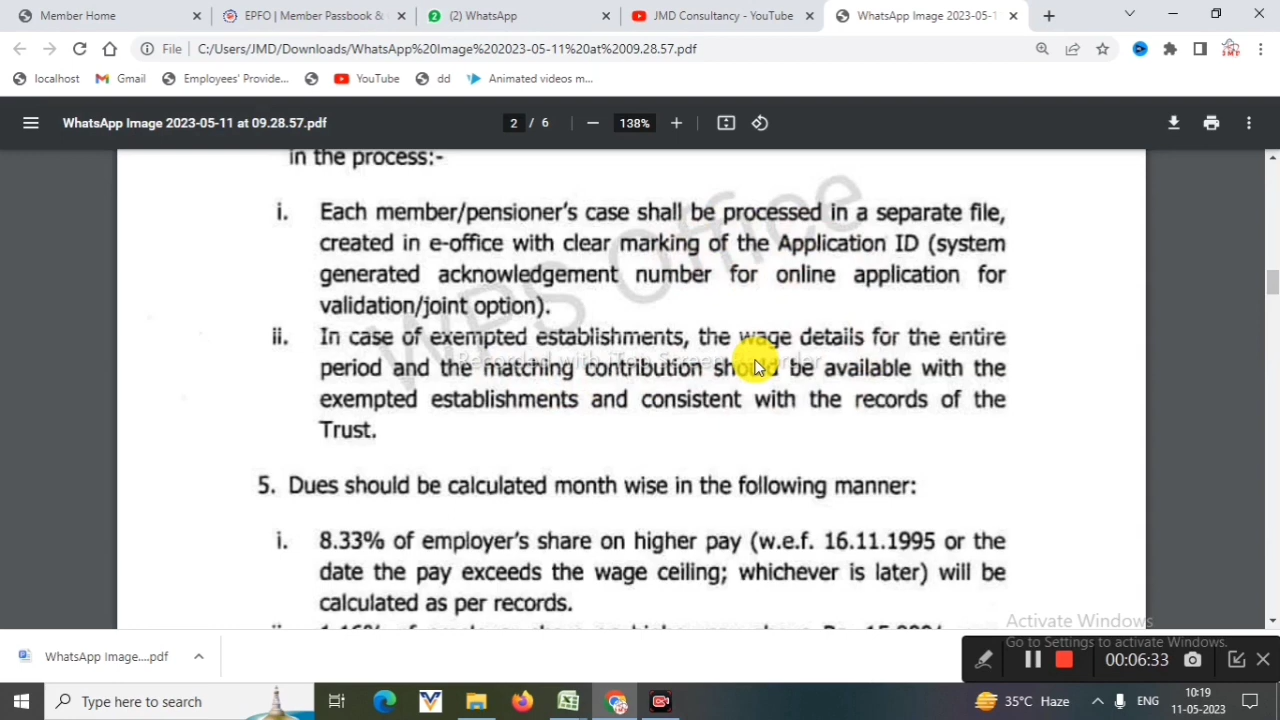 Member Home
EPFO | Member Passbook &
(2) WhatsApp
JMD Consultancy - YouTube
WhatsApp Image 2023-05-1
File
C:/Users/JMD/Downloads/WhatsApp%20Image%202023-05-11%20at%2009.28.57.pdf
localhost
Gmail
Employees' Provide...
YouTube
dd
Animated videos m...
WhatsApp Image 2023-05-11 at 09.28.57.pdf
2 / 6
138%
in the process:-
i. Each member/pensioner's case shall be processed in a separate file,
created in e-office with clear marking of the Application ID (system
generated acknowledgement number for online application for
validation/joint option).
ii. In case of exempted establishments, the wage details for the entire
period and the matching contribution should be available with the
exempted establishments and consistent with the records of the
Trust.
WPS Office
Recorded with iTop Screen Recorder
5. Dues should be calculated month wise in the following manner:
i. 8.33% of employer's share on higher pay (w.e.f. 16.11.1995 or the
date the pay exceeds the wage ceiling; whichever is later) will be
calculated as per records.
Activate Windows
Go to Settings to activate Windows.
WhatsApp Image....pdf
00:06:33
Type here to search
35°C Haze
ENG
10:19
11-05-2023